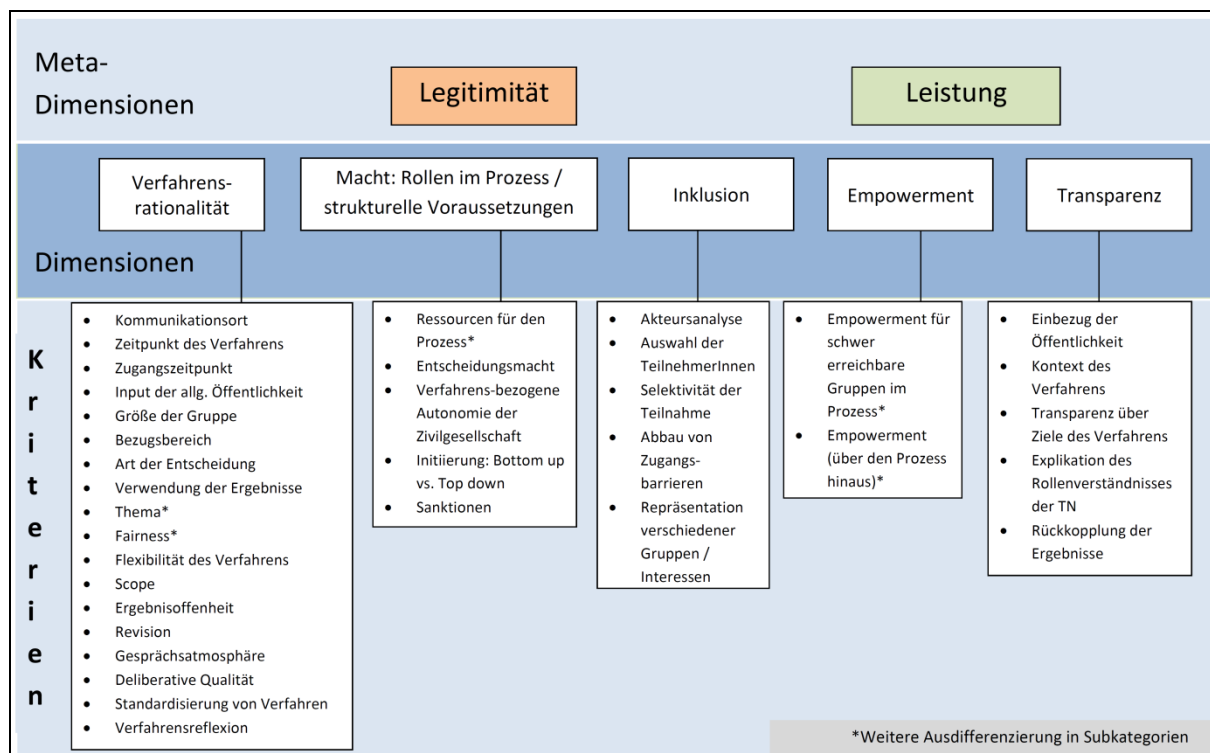 Meta-
Dimensionen
Legitimität
Leistung
Verfahrens-
rationalität
Macht: Rollen im Prozess /
strukturelle Voraussetzungen
Inklusion
Empowerment
Transparenz
Dimensionen
Kriterien
• Kommunikationsort
• Zeitpunkt des Verfahrens
• Zugangszeitpunkt
• Input der allg. Öffentlichkeit
• Größe der Gruppe
• Bezugsbereich
• Art der Entscheidung
• Verwendung der Ergebnisse
• Thema*
• Fairness*
• Flexibilität des Verfahrens
• Scope
• Ergebnisoffenheit
• Revision
• Gesprächsatmosphäre
• Deliberative Qualität
• Standardisierung von Verfahren
• Verfahrensreflexion
• Ressourcen für den
Prozess*
• Entscheidungsmacht
• Verfahrens-bezogene
Autonomie der
Zivilgesellschaft
• Initiierung: Bottom up
vs. Top down
• Sanktionen
• Akteursanalyse
• Auswahl der
TeilnehmerInnen
• Selektivität der
Teilnahme
• Abbau von
Zugangs-
barrieren
• Repräsentation
verschiedener
Gruppen /
Interessen
• Empowerment für
schwer
erreichbare
Gruppen im
Prozess*
• Empowerment
(über den Prozess
hinaus)*
• Einbezug der
Öffentlichkeit
• Kontext des
Verfahrens
• Transparenz über
Ziele des Verfahrens
• Explikation des
Rollenverständnisses
der TN
• Rückkopplung der
Ergebnisse
*Weitere Ausdifferenzierung in Subkategorien